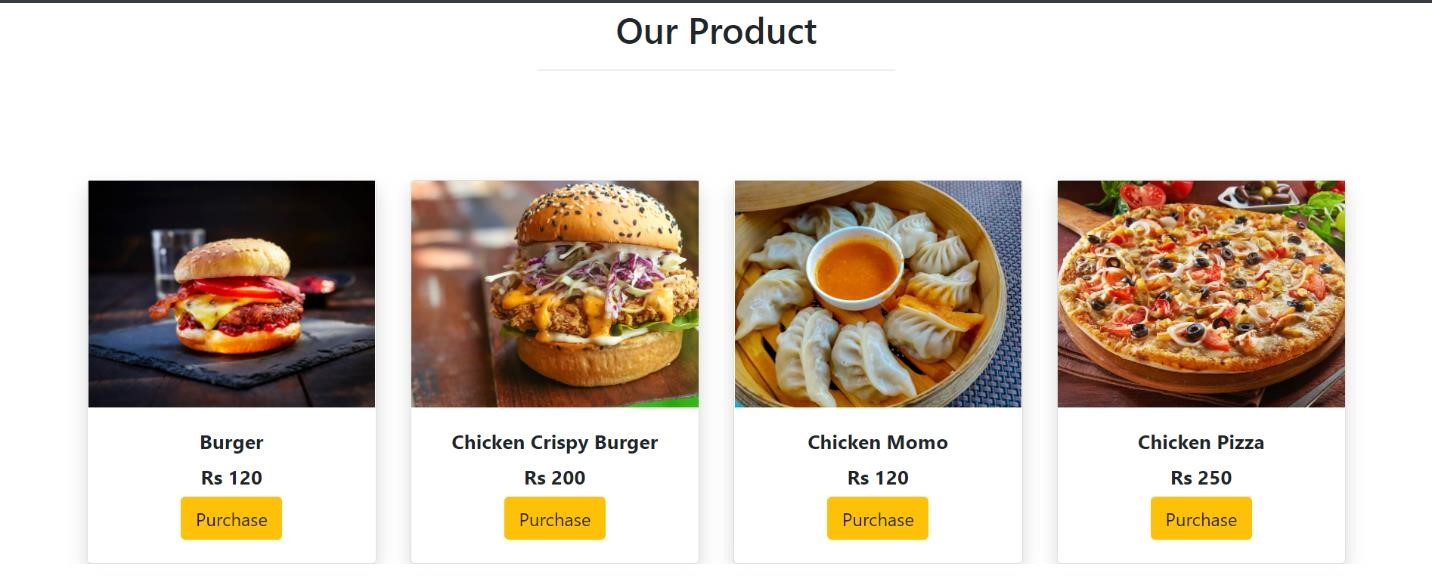 Our Product
Burger
Rs 120
Purchase
Chicken Crispy Burger
Rs 200
Purchase
Chicken Momo
Rs 120
Purchase
Chicken Pizza
Rs 250
Purchase